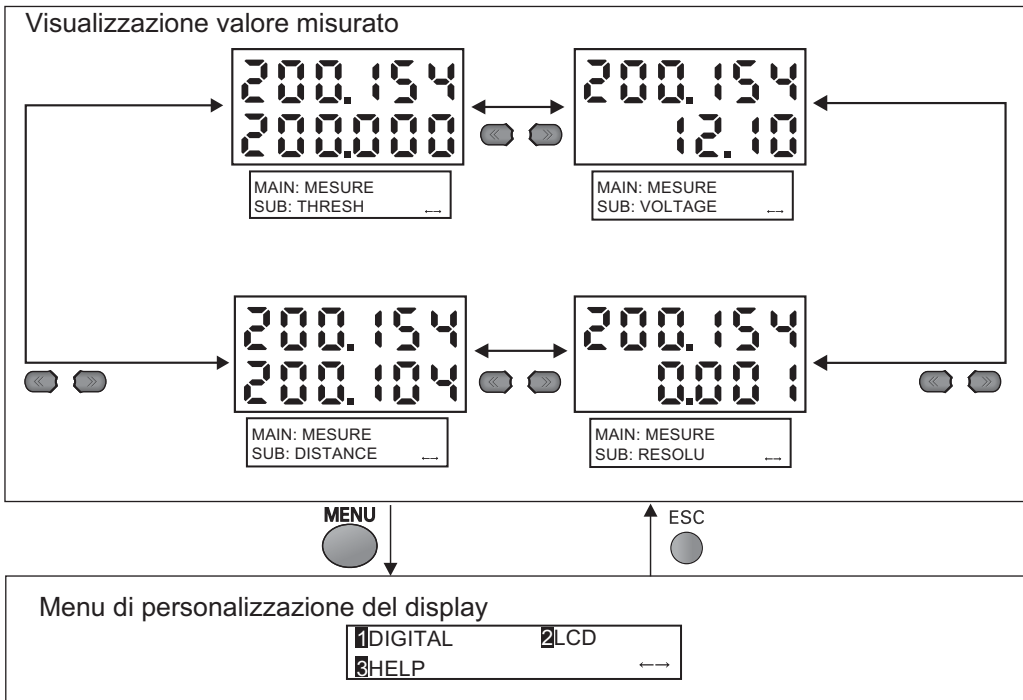 Visualizzazione valore misurato
200.154
200.000
MAIN: MESURE
SUB: THRESH ←→
200.154
12.10
MAIN: MESURE
SUB: VOLTAGE ←→
200.154
200.104
MAIN: MESURE
SUB: DISTANCE ←→
200.154
0.001
MAIN: MESURE
SUB: RESOLU ←→
MENU
ESC
Menu di personalizzazione del display
1DIGITAL 2LCD
3HELP ←→